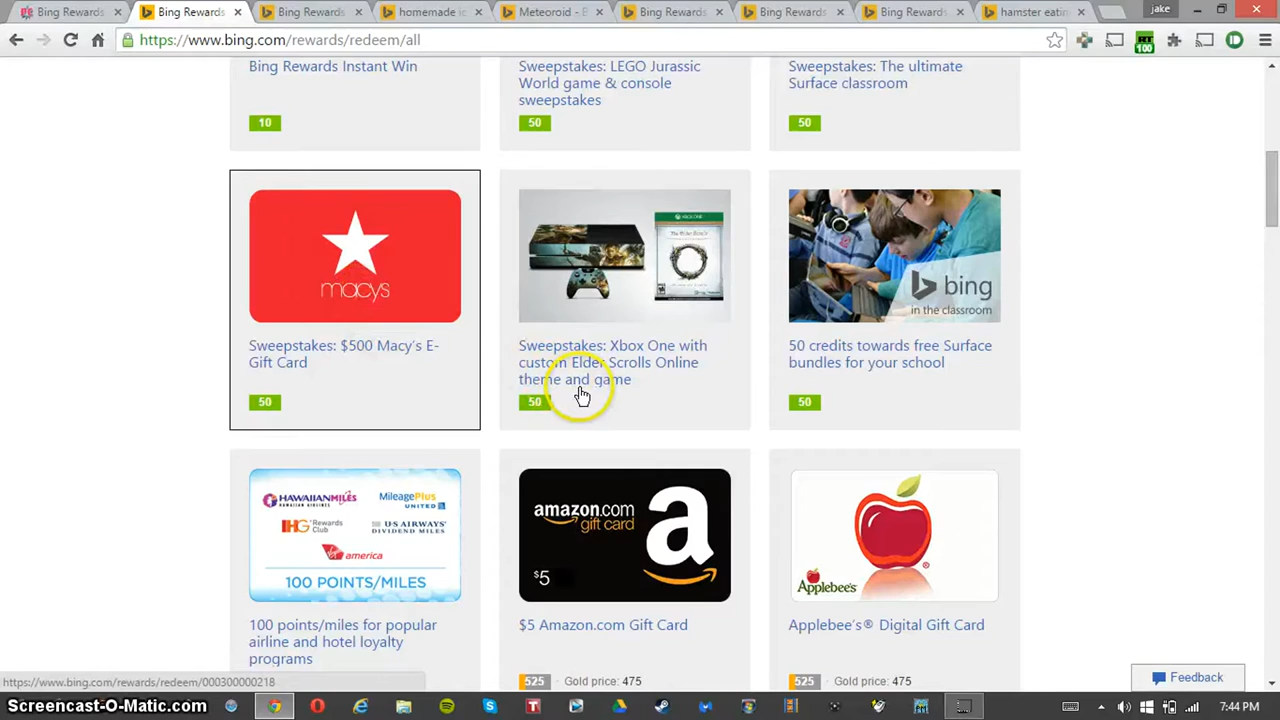 Bing Rewards
Bing Rewards
Bing Rewards
homemade ic
Meteoroid - B
Bing Rewards
Bing Rewards
Bing Rewards
hamster eatin
jake
https://www.bing.com/rewards/redeem/all
100
Bing Rewards Instant Win
10
Sweepstakes: LEGO Jurassic
World game & console
sweepstakes
50
Sweepstakes: The ultimate
Surface classroom
50
macys
Sweepstakes: $500 Macy's E-
Gift Card
50
XBOX ONE
Sweepstakes: Xbox One with
custom Elder Scrolls Online
theme and game
50
bing
in the classroom
50 credits towards free Surface
bundles for your school
50
HAWAIIANMILES
HAWAIIAN AIRLINES
MileagePlus
UNITED
IHG Rewards
Club
U·S AIRWAYS
DIVIDEND MILES
america
100 POINTS/MILES
100 points/miles for popular
airline and hotel loyalty
programs
amazon.com
gift card
a
$5
$5 Amazon.com Gift Card
525 · Gold price: 475
Applebee's
Applebee's® Digital Gift Card
525 · Gold price: 475
https://www.bing.com/rewards/redeem/000300000218
Feedback
Screencast-O-Matic.com
7:44 PM